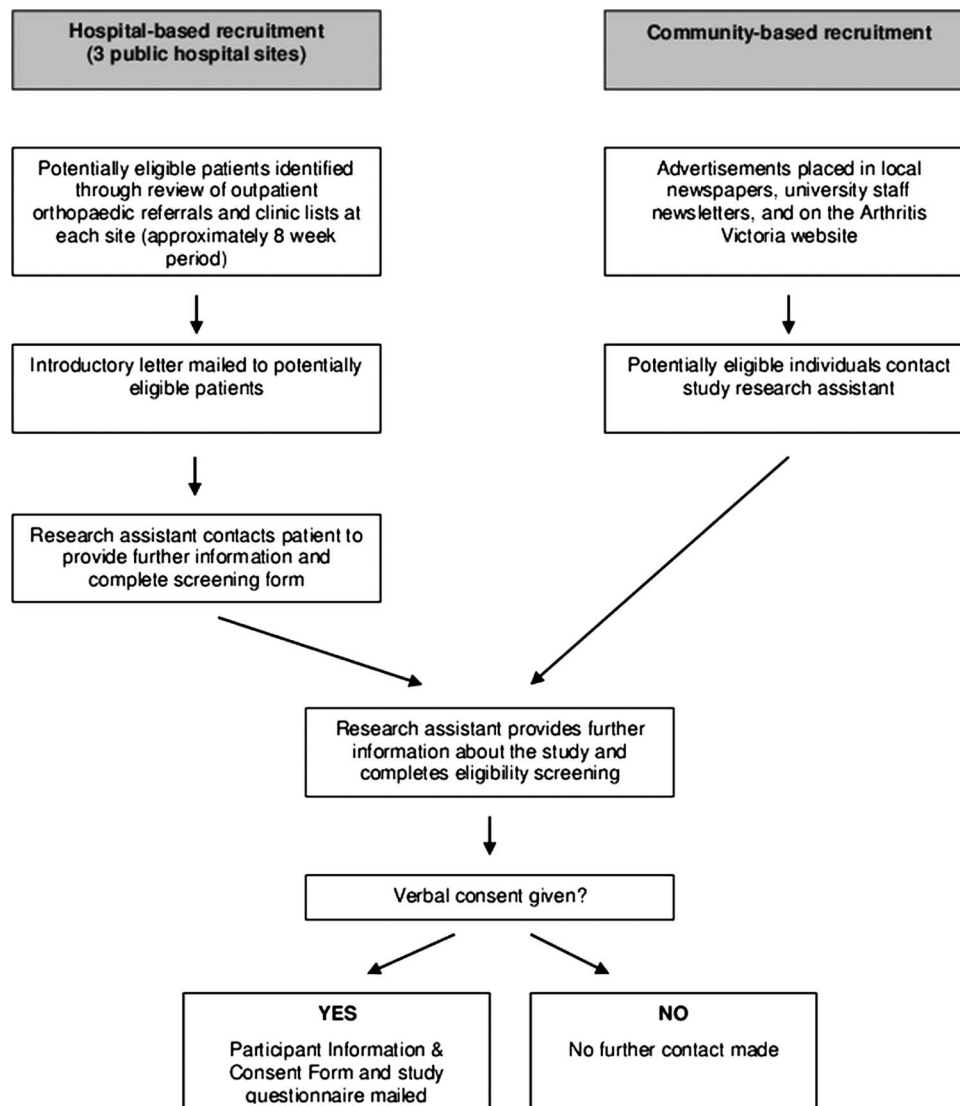 Hospital-based recruitment
(3 public hospital sites)
Community-based recruitment
Potentially eligible patients identified
through review of outpatient
orthopaedic referrals and clinic lists at
each site (approximately 8 week
period)
Advertisements placed in local
newspapers, university staff
newsletters, and on the Arthritis
Victoria website
Introductory letter mailed to potentially
eligible patients
Potentially eligible individuals contact
study research assistant
Research assistant contacts patient to
provide further information and
complete screening form
Research assistant provides further
information about the study and
completes eligibility screening
Verbal consent given?
YES
Participant Information &
Consent Form and study
questionnaire mailed
NO
No further contact made